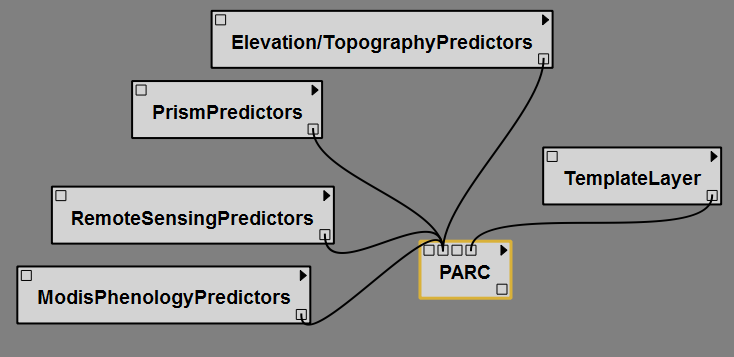 Elevation/TopographyPredictors
PrismPredictors
TemplateLayer
RemoteSensingPredictors
PARC
ModisPhenologyPredictors